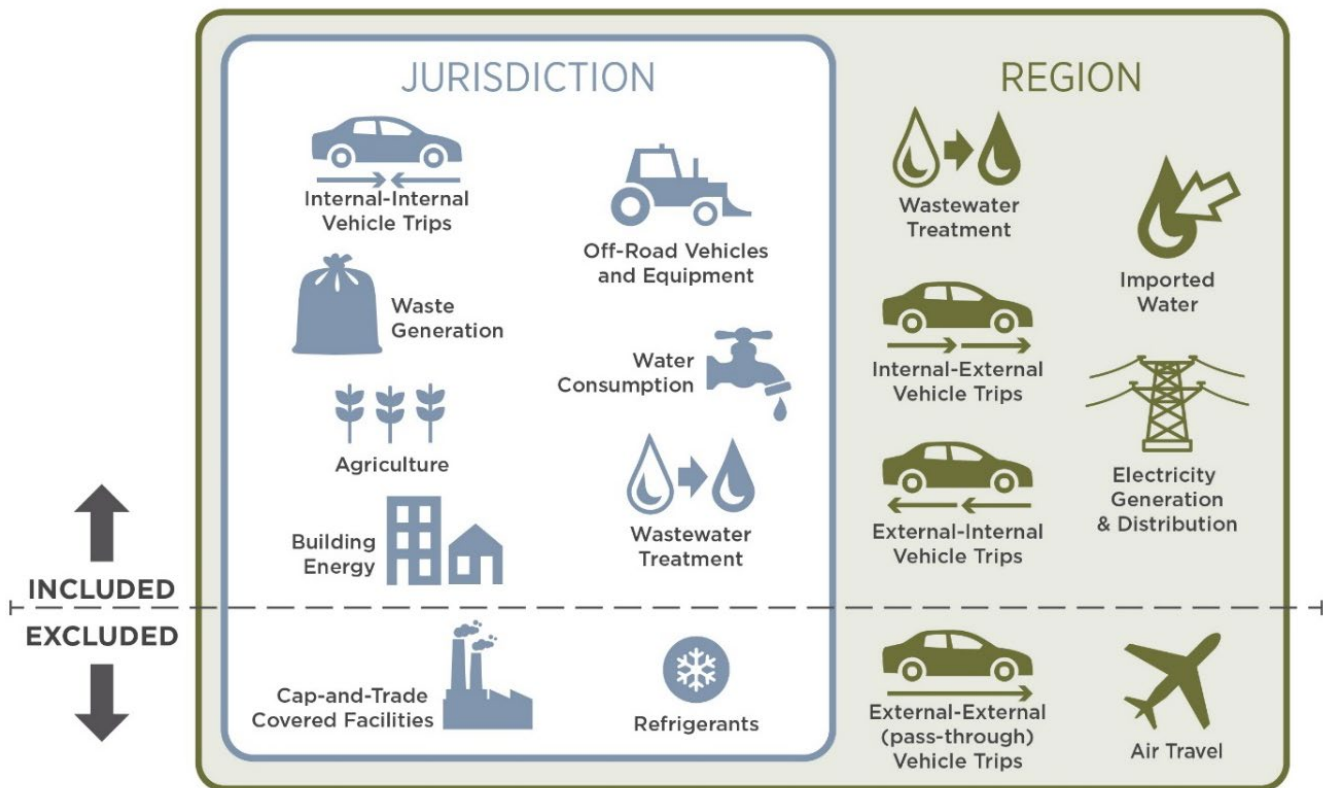 JURISDICTION
REGION
Internal-Internal
Vehicle Trips
Off-Road Vehicles
and Equipment
Waste
Generation
Water
Consumption
Agriculture
Wastewater
Treatment
Building
Energy
Wastewater
Treatment
Imported
Water
Internal-External
Vehicle Trips
External-Internal
Vehicle Trips
Electricity
Generation
& Distribution
INCLUDED
EXCLUDED
Cap-and-Trade
Covered Facilities
Refrigerants
External-External
(pass-through)
Vehicle Trips
Air Travel